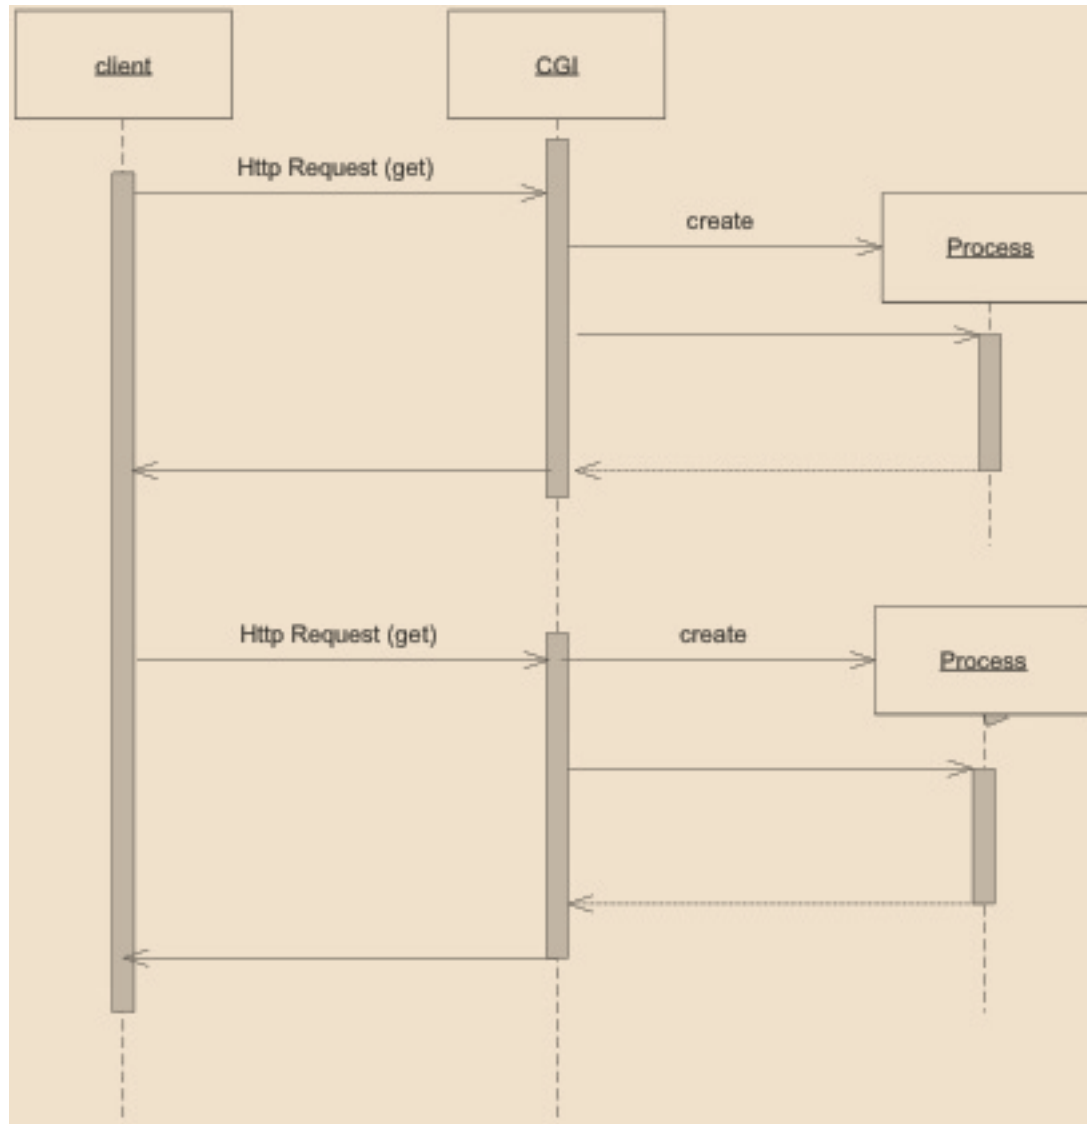 client
CGI
Http Request (get)
create
Process
Http Request (get)
create
Process